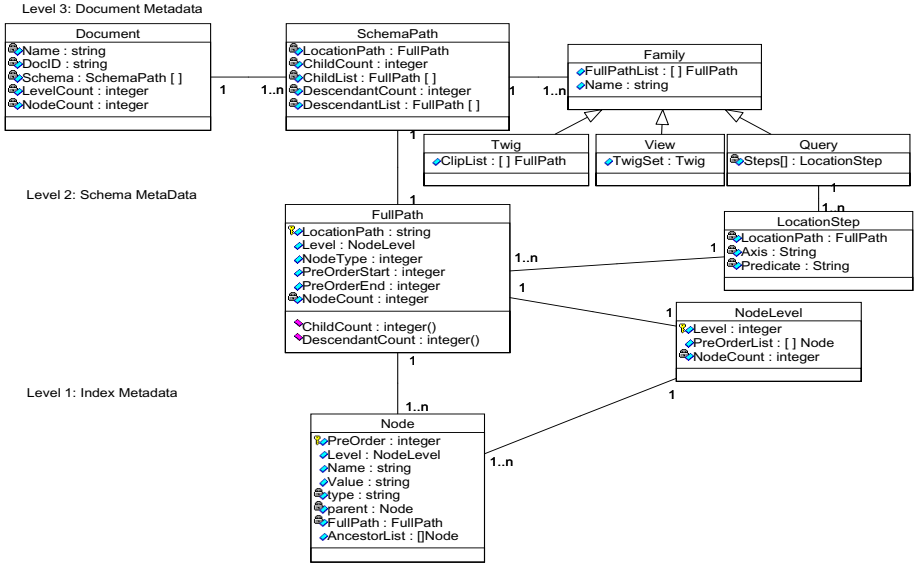 Level 3: Document Metadata
Document
Name : string
DocID : string
Schema : SchemaPath [ ]
LevelCount : integer
NodeCount : integer
1
1..n
SchemaPath
LocationPath : FullPath
ChildCount : integer
ChildList : FullPath [ ]
DescendantCount : integer
DescendantList : FullPath [ ]
1
1..n
Family
FullPathList : [ ] FullPath
Name : string
Twig
ClipList : [ ] FullPath
View
TwigSet : Twig
Query
Steps[] : LocationStep
1
1..n
1
1
Level 2: Schema MetaData
FullPath
LocationPath : string
Level : NodeLevel
NodeType : integer
PreOrderStart : integer
PreOrderEnd : integer
NodeCount : integer
ChildCount : integer()
DescendantCount : integer()
1..n
1
LocationStep
LocationPath : FullPath
Axis : String
Predicate : String
1
1
NodeLevel
Level : integer
PreOrderList : [ ] Node
NodeCount : integer
1
1..n
1
1..n
Level 1: Index Metadata
Node
PreOrder : integer
Level : NodeLevel
Name : string
Value : string
type : string
parent : Node
FullPath : FullPath
AncestorList : []Node